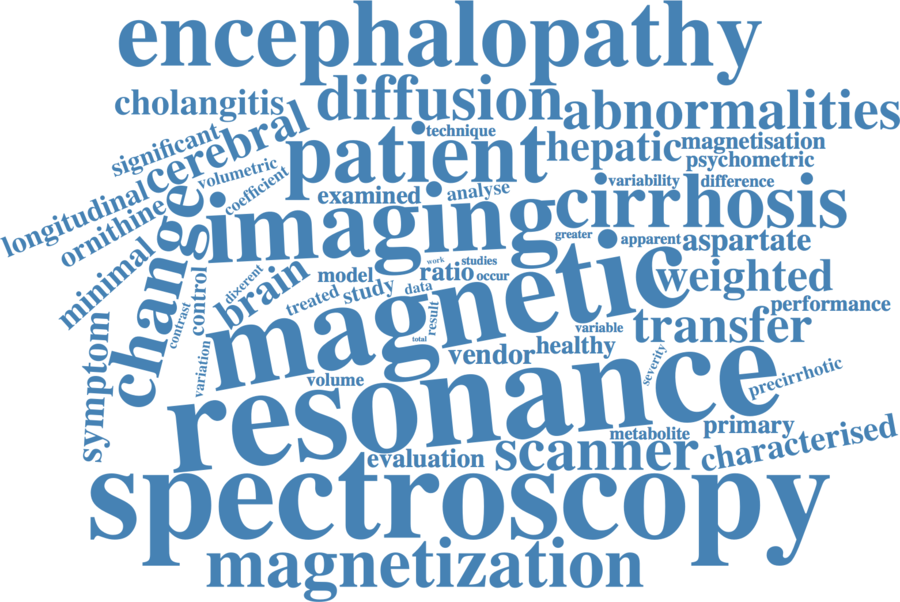 encephalopathy
cholangitis
diffusion
abnormalities
significant
cerebral
technique
patient
hepatic
magnetisation
psychometric
volumetric
coefficient
longitudinal
ornithine
change
examined
analyse
variability
difference
imaging
cirrhosis
greater
apparent
aspartate
minimal
control
contrast
dixerent
brain
model
work
studies
ratio
occur
weighted
treated
study
data
magnetic
performance
result
variable
transfer
symptom
variation
total
vendor
healthy
severity
volume
resonance
precirrhotic
metabolite
primary
evaluation
scanner
characterised
spectroscopy
magnetization